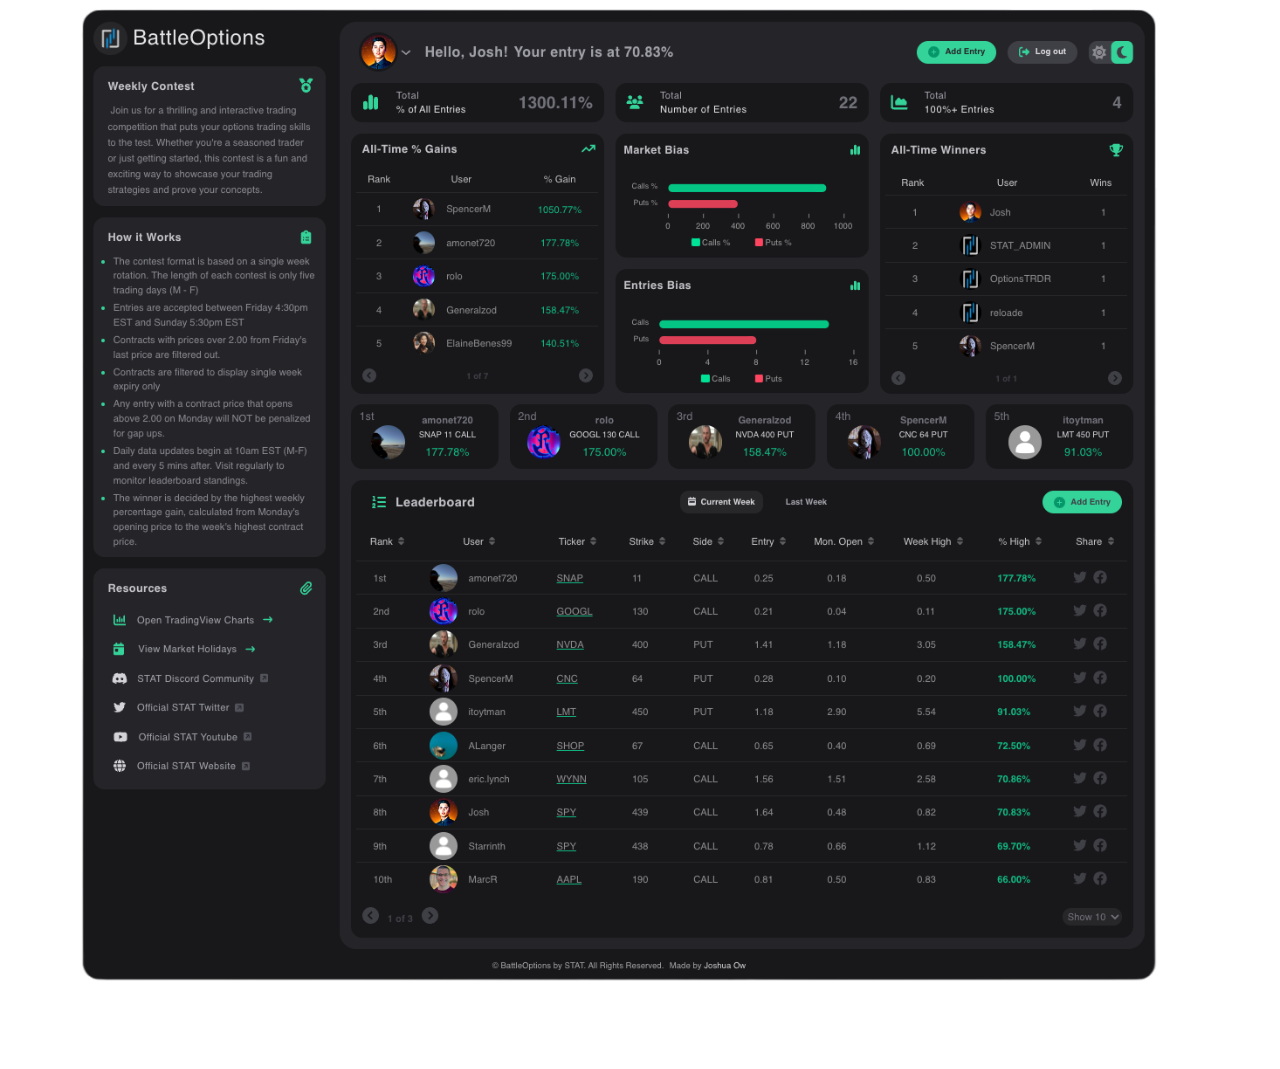 BattleOptions
Weekly Contest
Join us for a thrilling and interactive trading
competition that puts your options trading skills
to the test. Whether you're a seasoned trader
or just getting started, this contest is a fun and
exciting way to showcase your trading
strategies and prove your concepts.
How it Works
The contest format is based on a single week
rotation. The length of each contest is only five
trading days (M - F)
Entries are accepted between Friday 4:30pm
EST and Sunday 5:30pm EST
Contracts with prices over 2.00 from Friday's
last price are filtered out.
Contracts are filtered to display single week
expiry only
Any entry with a contract price that opens
above 2.00 on Monday will NOT be penalized
for gap ups.
Daily data updates begin at 10am EST (M-F)
and every 5 mins after. Visit regularly to
monitor leaderboard standings.
The winner is decided by the highest weekly
percentage gain, calculated from Monday's
opening price to the week's highest contract
price.
Resources
Open TradingView Charts
View Market Holidays
STAT Discord Community
Official STAT Twitter
Official STAT Youtube
Official STAT Website
Hello, Josh! Your entry is at 70.83%
Add Entry
Log out
Total
% of All Entries
1300.11%
Total
Number of Entries
22
Total
100%+ Entries
4
All-Time % Gains
Rank User % Gain
1 SpencerM 1050.77%
2 amonet720 177.78%
3 rolo 175.00%
4 Generalzod 158.47%
5 ElaineBenes99 140.51%
1 of 7
Market Bias
Calls %
Puts %
0 200 400 600 800 1000
Calls % Puts %
Entries Bias
Calls
Puts
0 4 8 12 16
Calls Puts
All-Time Winners
Rank User Wins
1 Josh 1
2 STAT_ADMIN 1
3 OptionsTRDR 1
4 reloade 1
5 SpencerM 1
1 of 1
1st
amonet720
SNAP 11 CALL
177.78%
2nd
rolo
GOOGL 130 CALL
175.00%
3rd
Generalzod
NVDA 400 PUT
158.47%
4th
SpencerM
CNC 64 PUT
100.00%
5th
itoytman
LMT 450 PUT
91.03%
Leaderboard
Current Week
Last Week
Add Entry
Rank User Ticker Strike Side Entry Mon. Open Week High % High Share
1st amonet720 SNAP 11 CALL 0.25 0.18 0.50 177.78%
2nd rolo GOOGL 130 CALL 0.21 0.04 0.11 175.00%
3rd Generalzod NVDA 400 PUT 1.41 1.18 3.05 158.47%
4th SpencerM CNC 64 PUT 0.28 0.10 0.20 100.00%
5th itoytman LMT 450 PUT 1.18 2.90 5.54 91.03%
6th ALanger SHOP 67 CALL 0.65 0.40 0.69 72.50%
7th eric.lynch WYNN 105 CALL 1.56 1.51 2.58 70.86%
8th Josh SPY 439 CALL 1.64 0.48 0.82 70.83%
9th Starrinth SPY 438 CALL 0.78 0.66 1.12 69.70%
10th MarcR AAPL 190 CALL 0.81 0.50 0.83 66.00%
1 of 3
Show 10
© BattleOptions by STAT. All Rights Reserved. Made by Joshua Ow